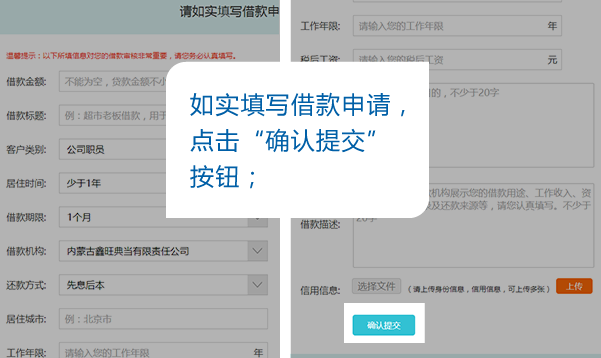 请如实填写借款申
温馨提示：以下所填信息对您的借款审核非常重要，请您务必认真填写。
借款金额: 不能为空，贷款金额不小
借款标题: 例：超市老板借款，用于
客户类别: 公司职员
居住时间: 少于1年
借款期限: 1个月
借款机构: 内蒙古鑫旺典当有限责任公司
还款方式: 先息后本
居住城市: 例：北京市
工作年限: 请输入您的工作年限 年
工作年限: 请输入您的工作年限 年
税后工资: 请输入您的税后工资 元
的，不少于20字
如实填写借款申请，
点击“确认提交”
按钮；
机构展示您的借款用途、工作收入、资
以及还款来源等，请您认真填写。不少于
20字
借款描述:
信用信息: 选择文件 （请上传身份信息，信用信息，可上传多张） 上传
确认提交